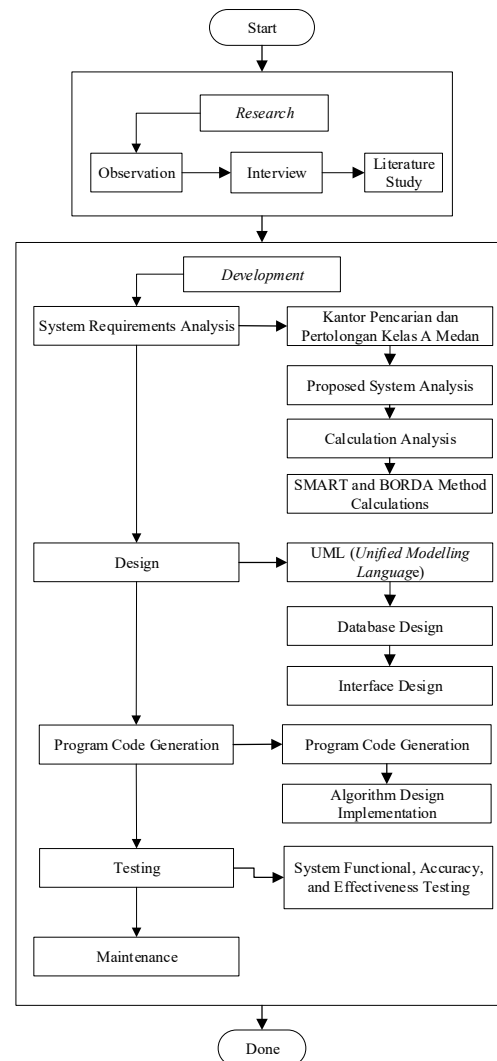 Start
Research
Observation
Interview
Literature
Study
Development
System Requirements Analysis
Kantor Pencarian dan
Pertolongan Kelas A Medan
Proposed System Analysis
Calculation Analysis
SMART and BORDA Method
Calculations
Design
UML (Unified Modelling
Language)
Database Design
Interface Design
Program Code Generation
Program Code Generation
Algorithm Design
Implementation
Testing
System Functional, Accuracy,
and Effectiveness Testing
Maintenance
Done